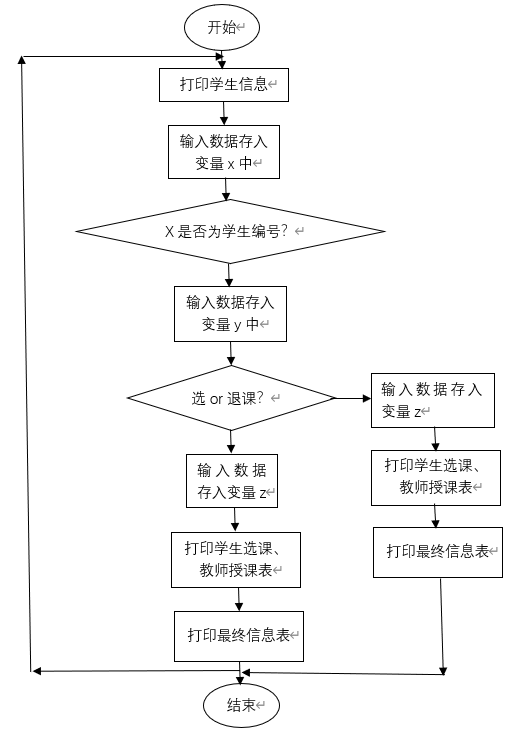 开始
打印学生信息
输入数据存入
变量 x 中
X 是否为学生编号？
输入数据存入
变量 y 中
选 or 退课？
输入数据存入
变量 z
输入数据
存入变量 z
打印学生选课、
教师授课表
打印学生选课、
教师授课表
打印最终信息表
打印最终信息表
结束